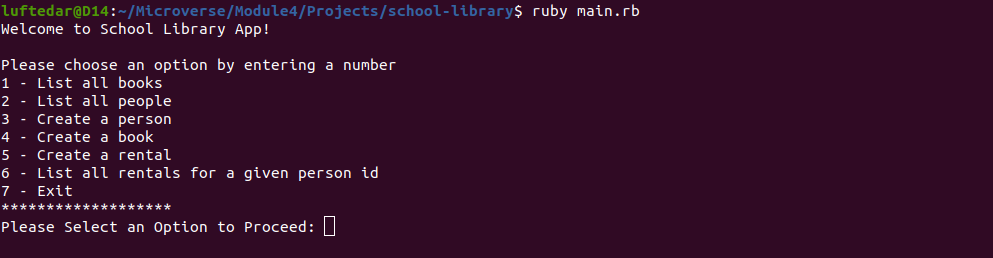 luftedar@D14:~/Microverse/Module4/Projects/school-library$ ruby main.rb
Welcome to School Library App!
Please choose an option by entering a number
1 - List all books
2 - List all people
3 - Create a person
4 - Create a book
5 - Create a rental
6 - List all rentals for a given person id
7 - Exit
*******************
Please Select an Option to Proceed: